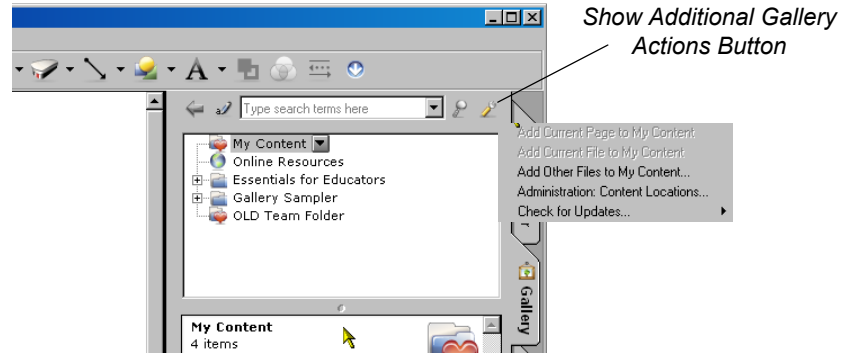 Show Additional Gallery
Actions Button
Type search terms here
My Content
Online Resources
Essentials for Educators
Gallery Sampler
OLD Team Folder
Add Current Page to My Content
Add Current File to My Content
Add Other Files to My Content...
Administration: Content Locations...
Check for Updates...
Gallery
My Content
4 items